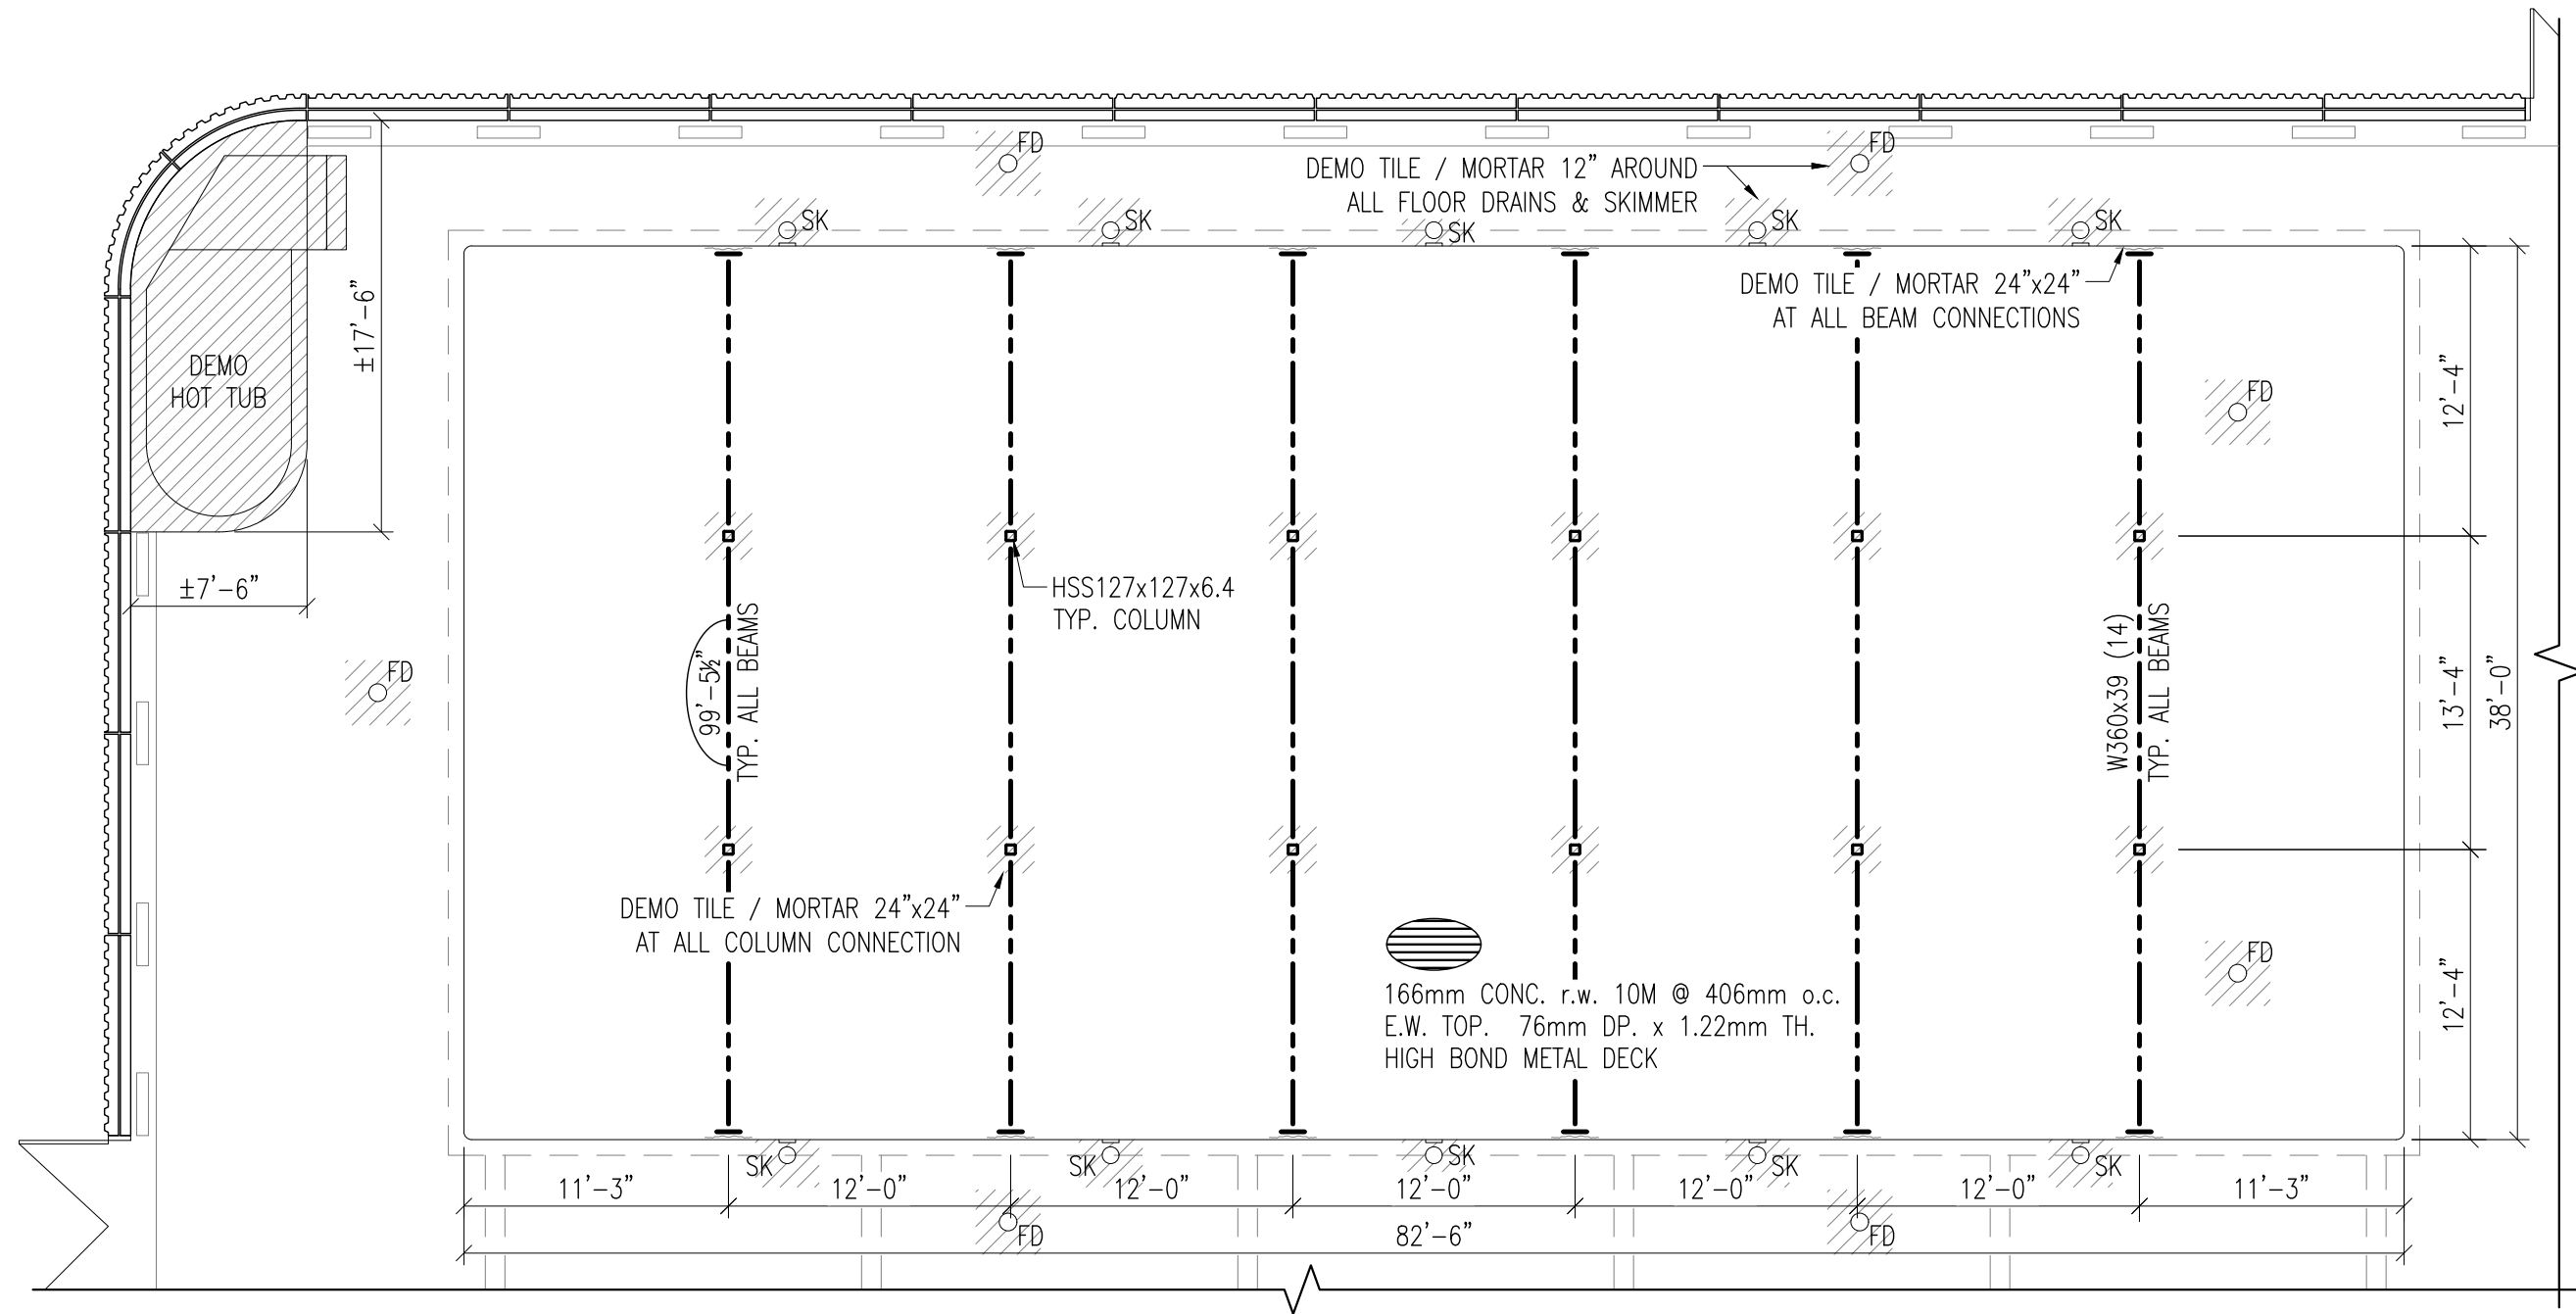 FD
FD
DEMO TILE / MORTAR 12" AROUND
ALL FLOOR DRAINS & SKIMMER
SK
SK
SK
SK
SK
DEMO TILE / MORTAR 24"x24"
AT ALL BEAM CONNECTIONS
±17'-6"
DEMO
HOT TUB
±7'-6"
FD
12'-4"
HSS127x127x6.4
TYP. COLUMN
99'-5½"
TYP. ALL BEAMS
W360x39 (14)
TYP. ALL BEAMS
FD
13'-4"
38'-0"
DEMO TILE / MORTAR 24"x24"
AT ALL COLUMN CONNECTION
FD
12'-4"
166mm CONC. r.w. 10M @ 406mm o.c.
E.W. TOP. 76mm DP. x 1.22mm TH.
HIGH BOND METAL DECK
SK
SK
SK
SK
SK
11'-3"
12'-0"
12'-0"
12'-0"
12'-0"
12'-0"
11'-3"
FD
82'-6"
FD